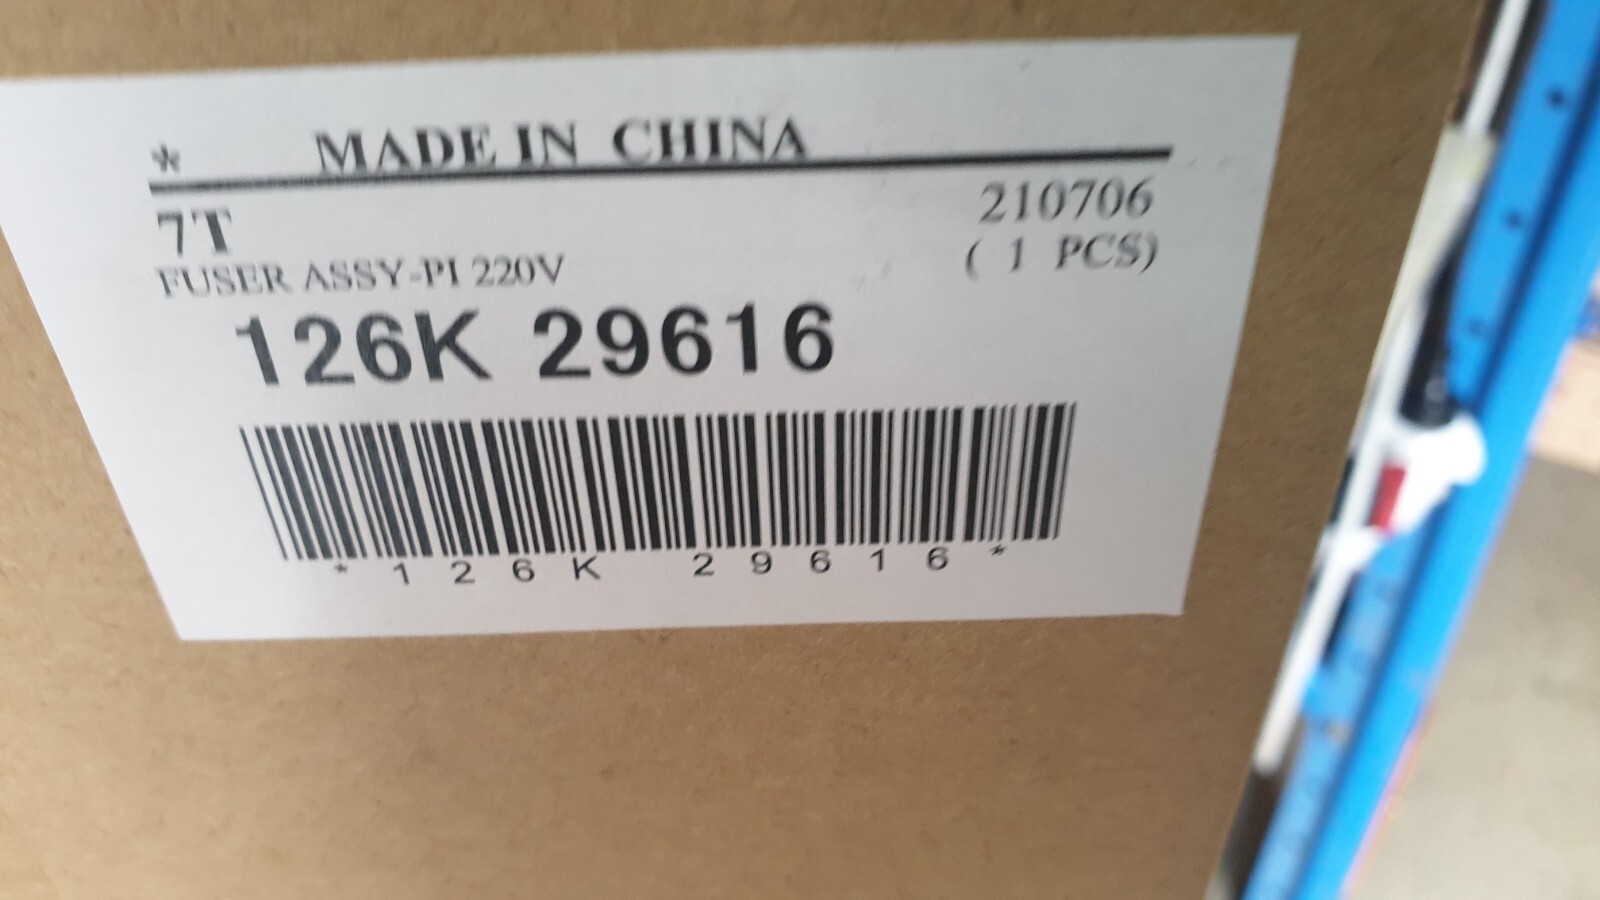 * MADE IN CHINA
7T 210706
FUSER ASSY-PI 220V ( 1 PCS)
126K 29616
*126K 29616*